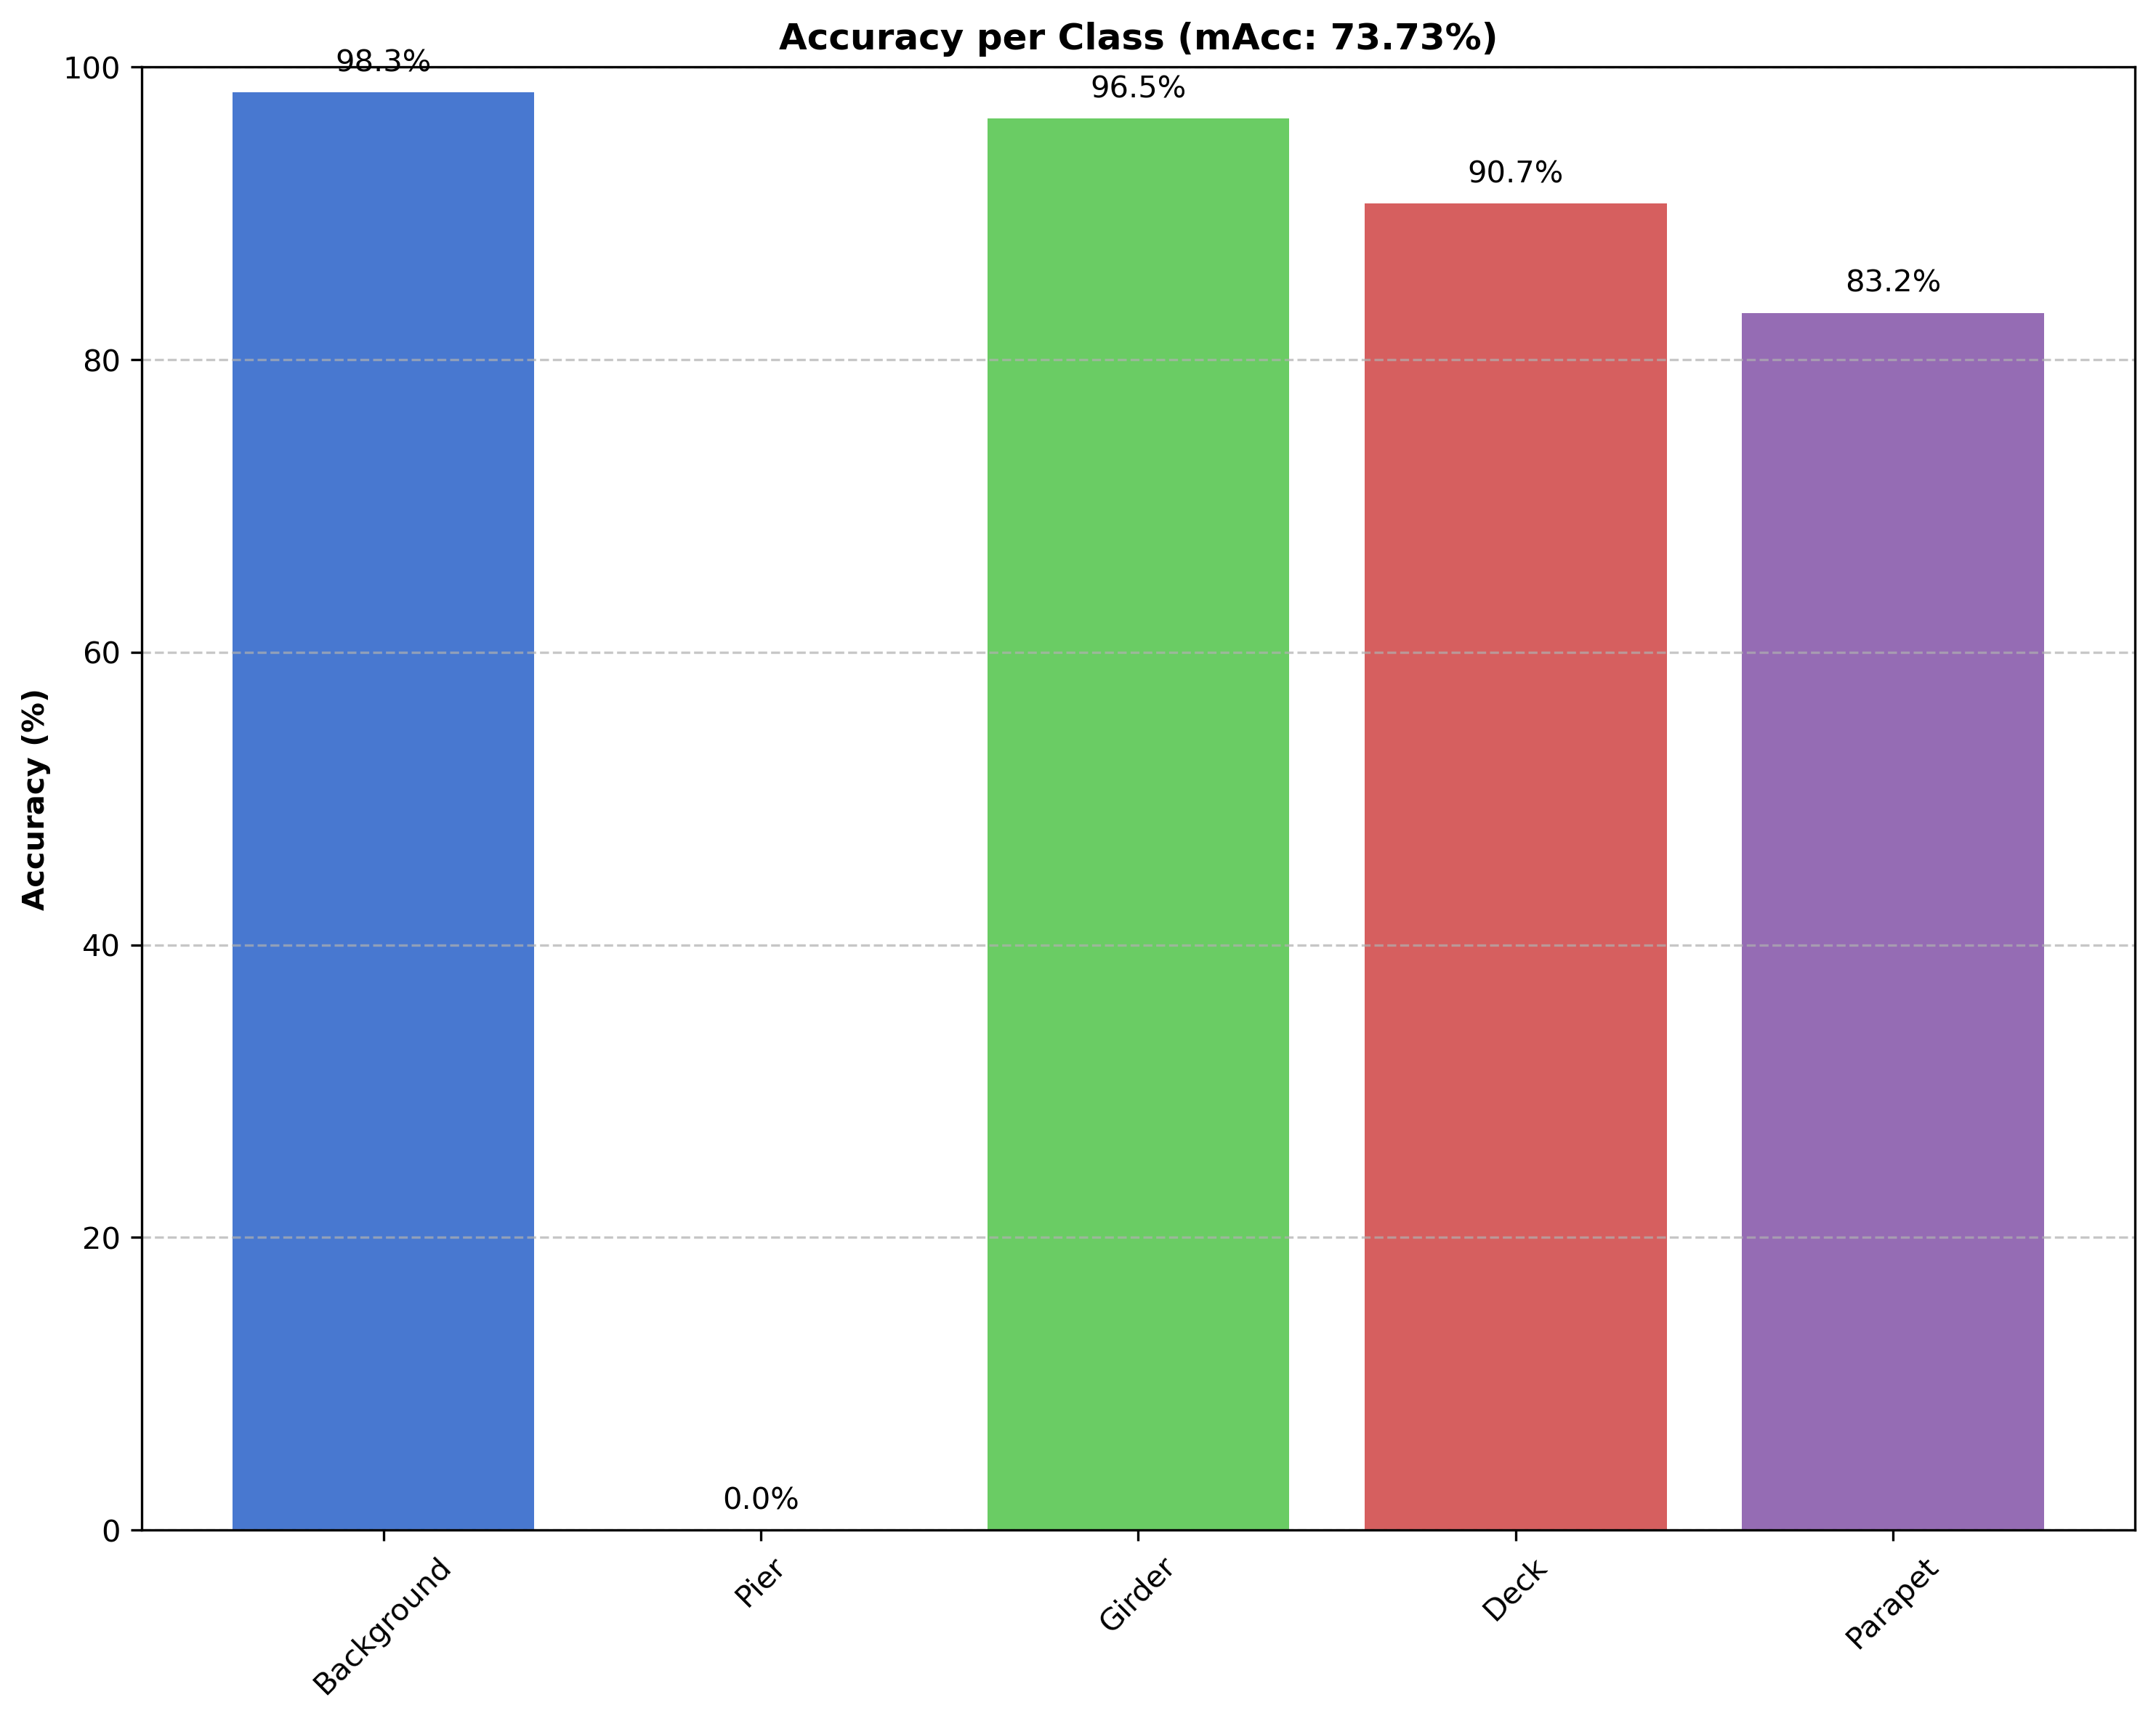 Accuracy per Class (mAcc: 73.73%)
98.3%
0.0%
96.5%
90.7%
83.2%
100
80
60
40
20
0
Accuracy (%)
Background
Pier
Girder
Deck
Parapet